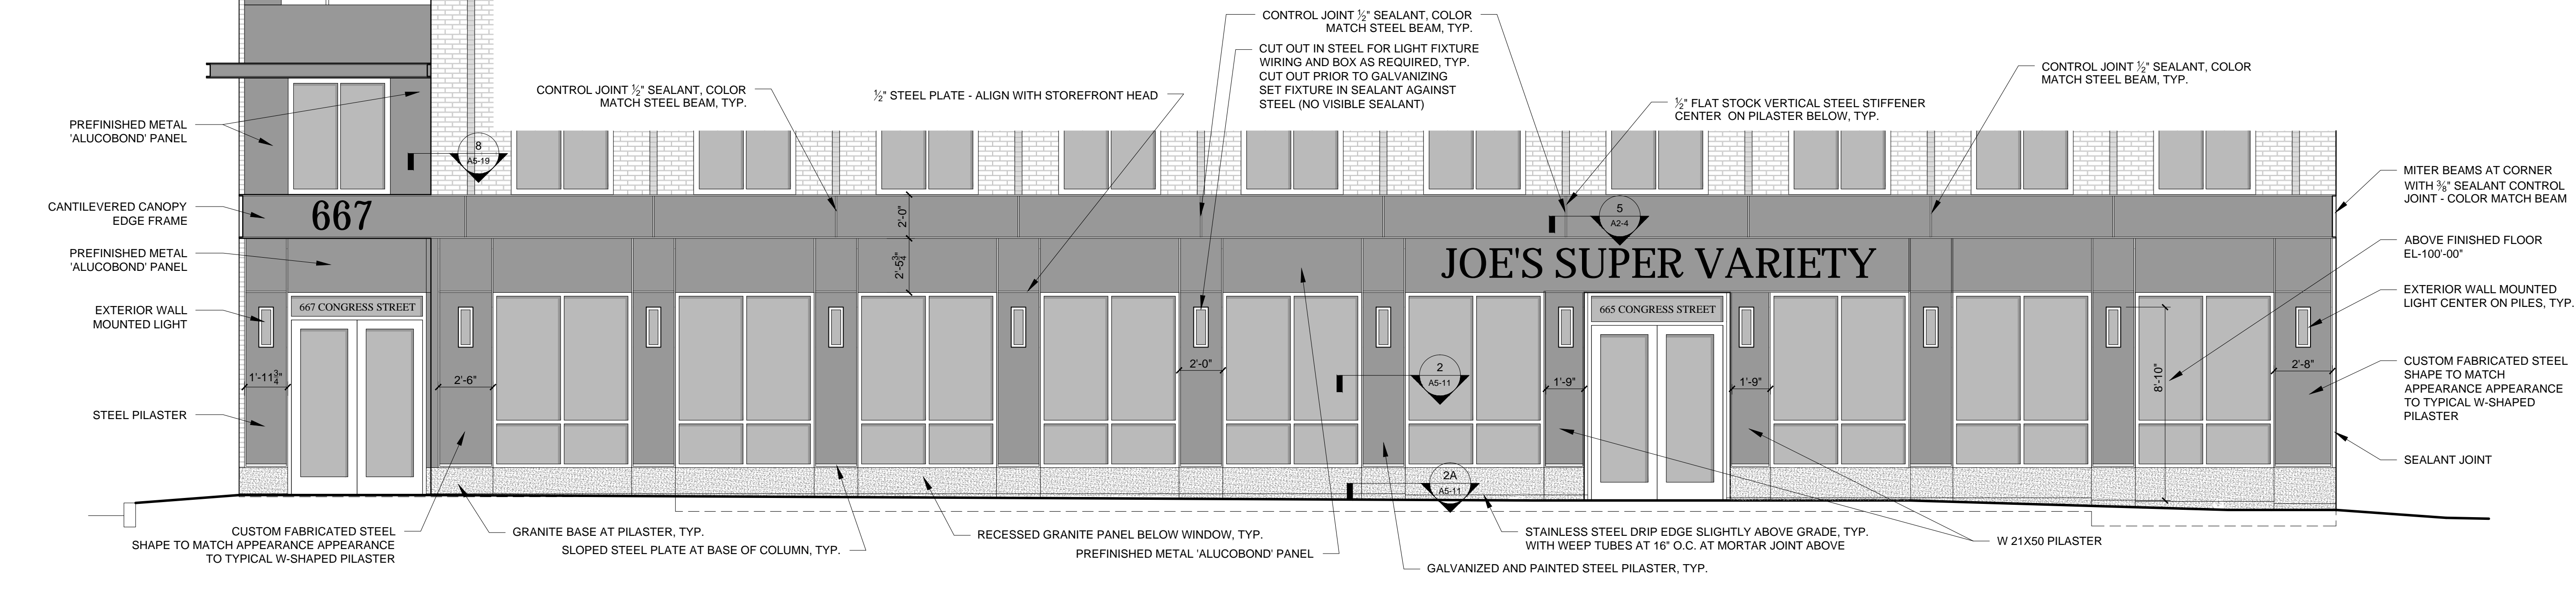 CONTROL JOINT ½" SEALANT, COLOR
MATCH STEEL BEAM, TYP.
CUT OUT IN STEEL FOR LIGHT FIXTURE
WIRING AND BOX AS REQUIRED, TYP.
CUT OUT PRIOR TO GALVANIZING
SET FIXTURE IN SEALANT AGAINST
STEEL (NO VISIBLE SEALANT)
CONTROL JOINT ½" SEALANT, COLOR
MATCH STEEL BEAM, TYP.
CONTROL JOINT ½" SEALANT, COLOR
MATCH STEEL BEAM, TYP.
½" STEEL PLATE - ALIGN WITH STOREFRONT HEAD
½" FLAT STOCK VERTICAL STEEL STIFFENER
CENTER ON PILASTER BELOW, TYP.
PREFINISHED METAL
'ALUCOBOND' PANEL
8
A5-19
MITER BEAMS AT CORNER
WITH ⅜" SEALANT CONTROL
JOINT - COLOR MATCH BEAM
CANTILEVERED CANOPY
EDGE FRAME
667
2'-0"
5
A2-4
PREFINISHED METAL
'ALUCOBOND' PANEL
2'-5¾"
JOE'S SUPER VARIETY
ABOVE FINISHED FLOOR
EL-100'-00"
EXTERIOR WALL
MOUNTED LIGHT
667 CONGRESS STREET
665 CONGRESS STREET
EXTERIOR WALL MOUNTED
LIGHT CENTER ON PILES, TYP.
1'-11¾"
2'-6"
2'-0"
2
A5-11
1'-9"
1'-9"
8'-10"
2'-8"
CUSTOM FABRICATED STEEL
SHAPE TO MATCH
APPEARANCE APPEARANCE
TO TYPICAL W-SHAPED
PILASTER
STEEL PILASTER
SEALANT JOINT
2A
A5-11
CUSTOM FABRICATED STEEL
SHAPE TO MATCH APPEARANCE APPEARANCE
TO TYPICAL W-SHAPED PILASTER
GRANITE BASE AT PILASTER, TYP.
SLOPED STEEL PLATE AT BASE OF COLUMN, TYP.
RECESSED GRANITE PANEL BELOW WINDOW, TYP.
PREFINISHED METAL 'ALUCOBOND' PANEL
STAINLESS STEEL DRIP EDGE SLIGHTLY ABOVE GRADE, TYP.
WITH WEEP TUBES AT 16" O.C. AT MORTAR JOINT ABOVE
GALVANIZED AND PAINTED STEEL PILASTER, TYP.
W 21X50 PILASTER